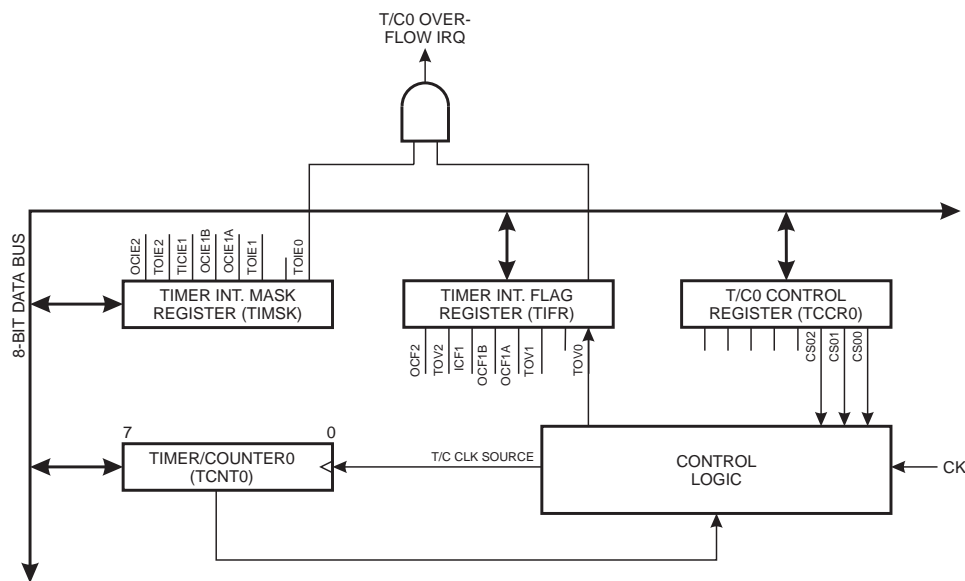 T/C0 OVER-
FLOW IRQ
8-BIT DATA BUS
OCIE2
TOIE2
TICIE1
OCIE1B
OCIE1A
TOIE1
TOIE0
TIMER INT. MASK
REGISTER (TIMSK)
TIMER INT. FLAG
REGISTER (TIFR)
T/C0 CONTROL
REGISTER (TCCR0)
OCF2
TOV2
ICF1
OCF1B
OCF1A
TOV1
TOV0
CS02
CS01
CS00
7
0
TIMER/COUNTER0
(TCNT0)
T/C CLK SOURCE
CONTROL
LOGIC
CK